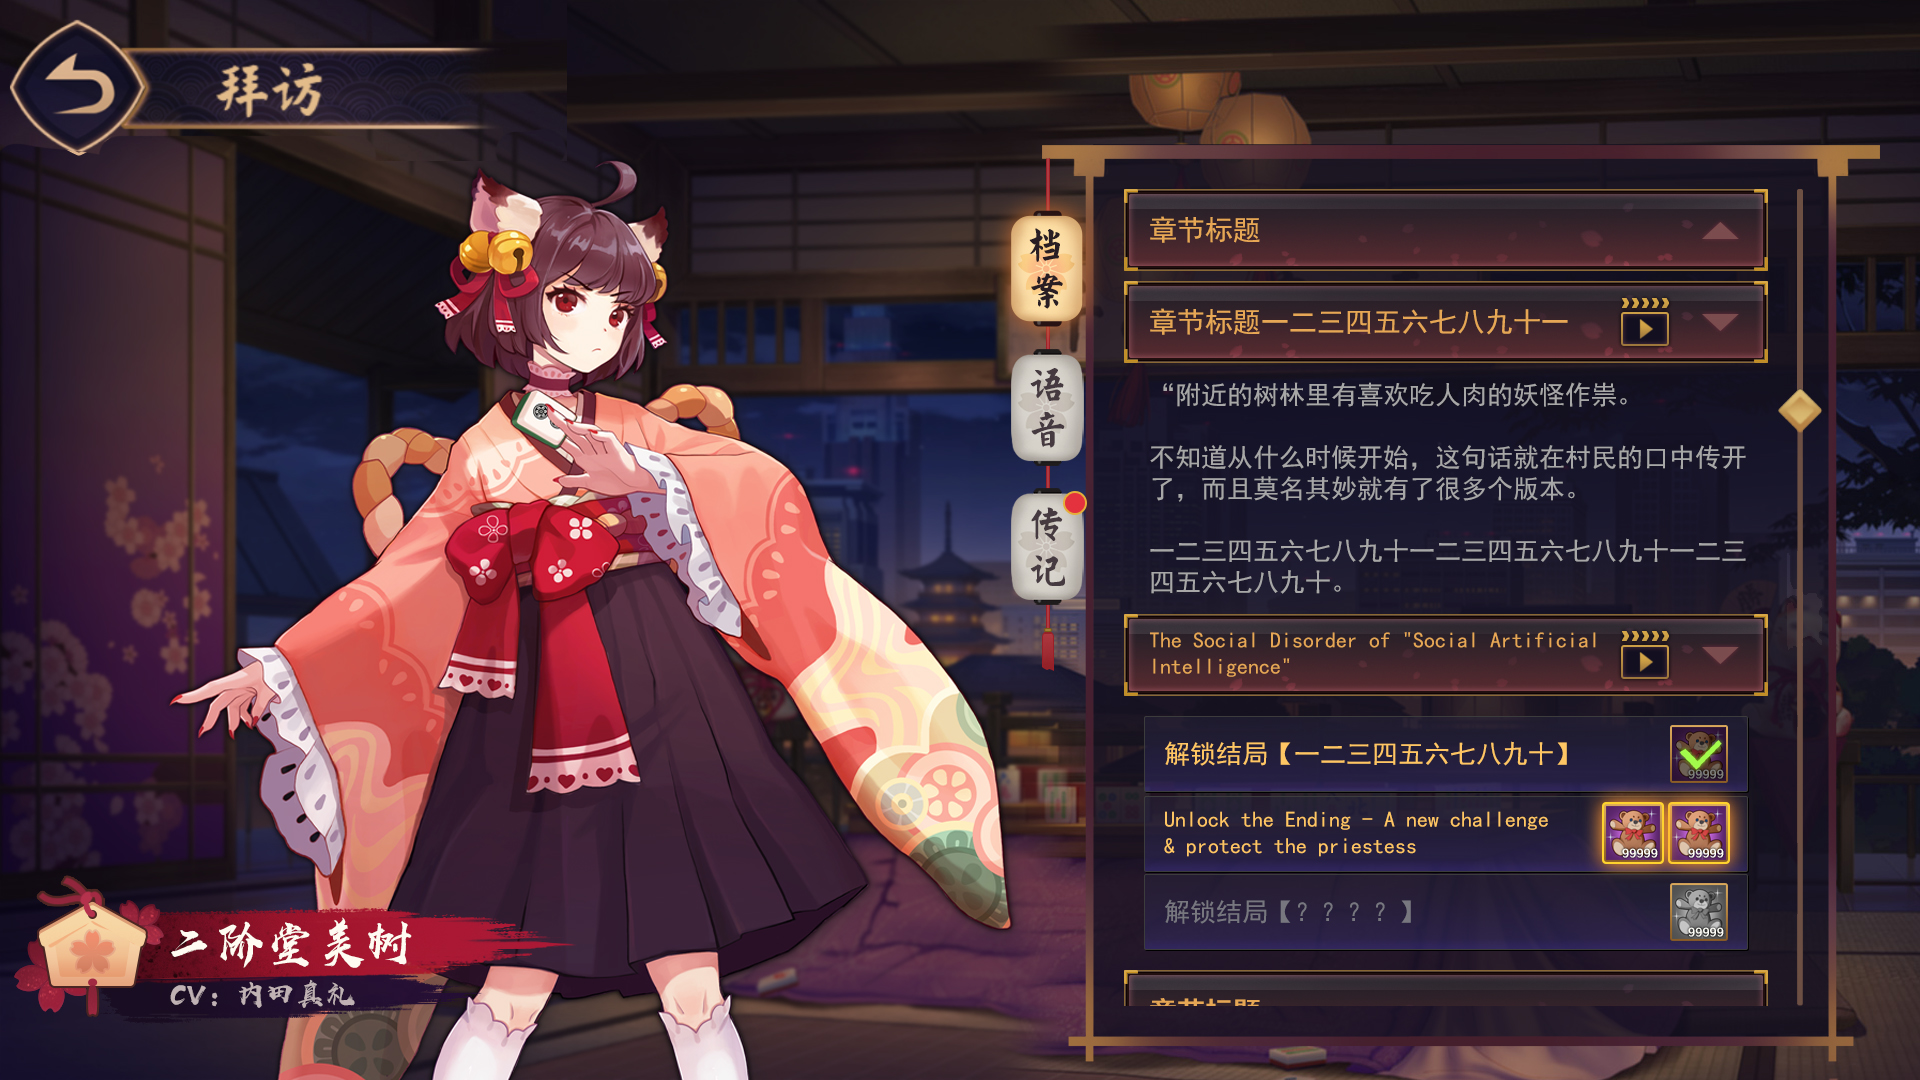 拜访
档案
语音
传记
章节标题
章节标题一二三四五六七八九十一
“附近的树林里有喜欢吃人肉的妖怪作祟。
不知道从什么时候开始，这句话就在村民的口中传开
了，而且莫名其妙就有了很多个版本。
一二三四五六七八九十一二三四五六七八九十一二三
四五六七八九十。
The Social Disorder of "Social Artificial
Intelligence"
解锁结局【一二三四五六七八九十】
99999
Unlock the Ending - A new challenge
& protect the priestess
99999
99999
解锁结局【？？？？】
99999
章节标题
二阶堂美树
CV：内田真礼